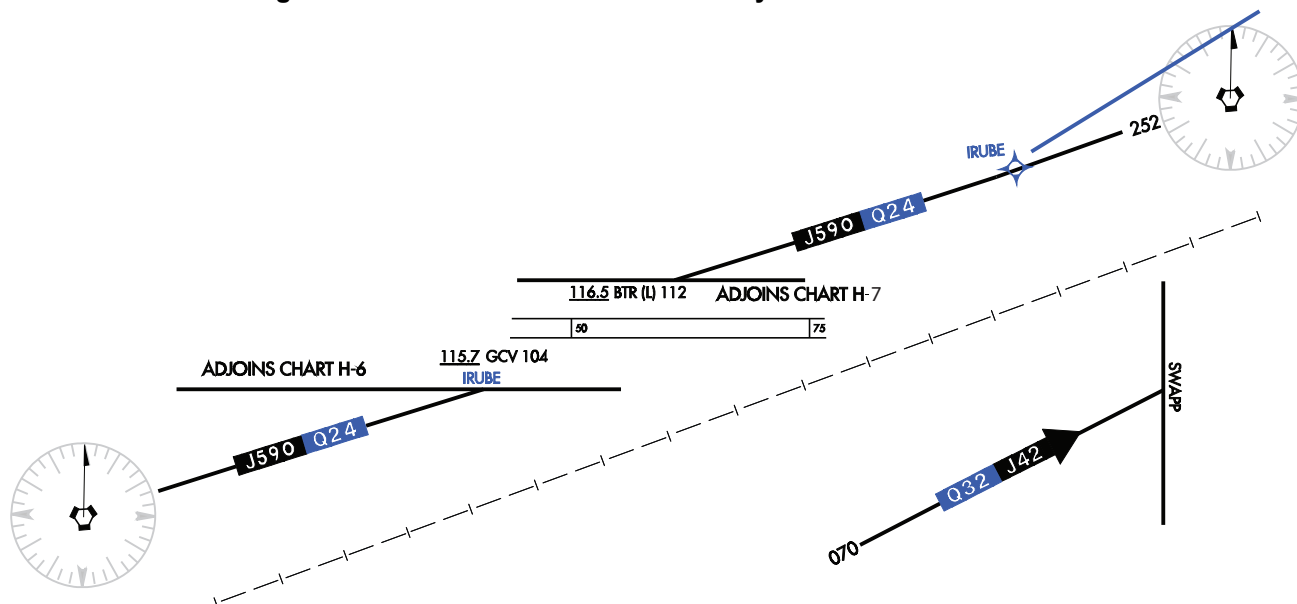 252
IRUBE
J590 Q24
116.5 BTR (L) 112
ADJOINS CHART H-7
50
75
ADJOINS CHART H-6
115.7 GCV 104
IRUBE
J590 Q24
SWAPP
Q32 J42
070